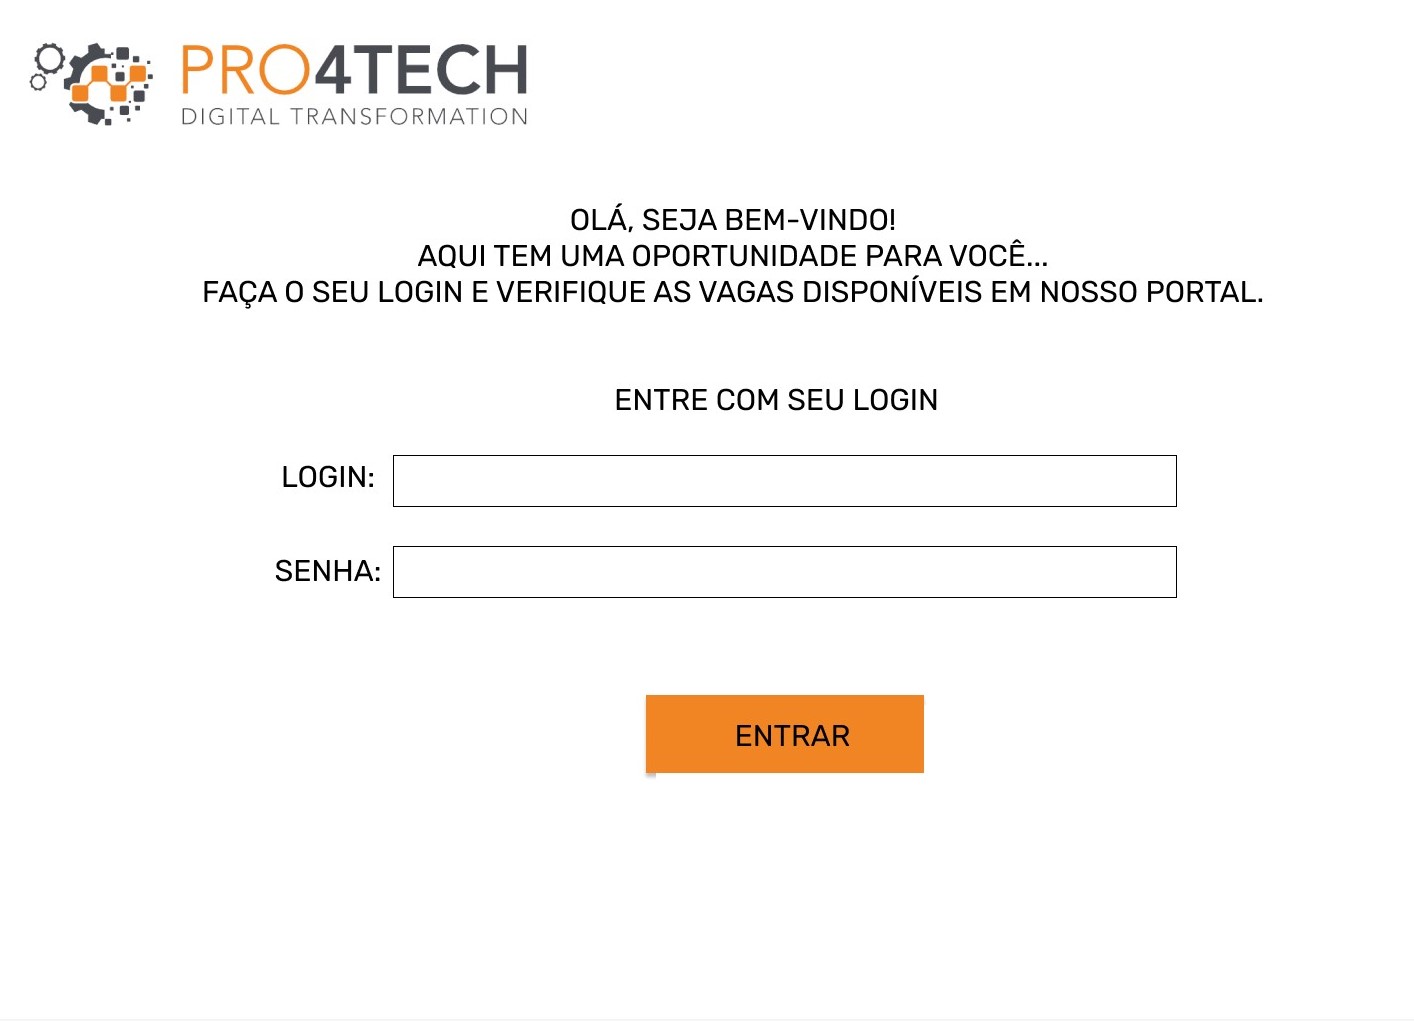 PRO4TECH
DIGITAL TRANSFORMATION
OLÁ, SEJA BEM-VINDO!
AQUI TEM UMA OPORTUNIDADE PARA VOCÊ...
FAÇA O SEU LOGIN E VERIFIQUE AS VAGAS DISPONÍVEIS EM NOSSO PORTAL.
ENTRE COM SEU LOGIN
LOGIN:
SENHA:
ENTRAR